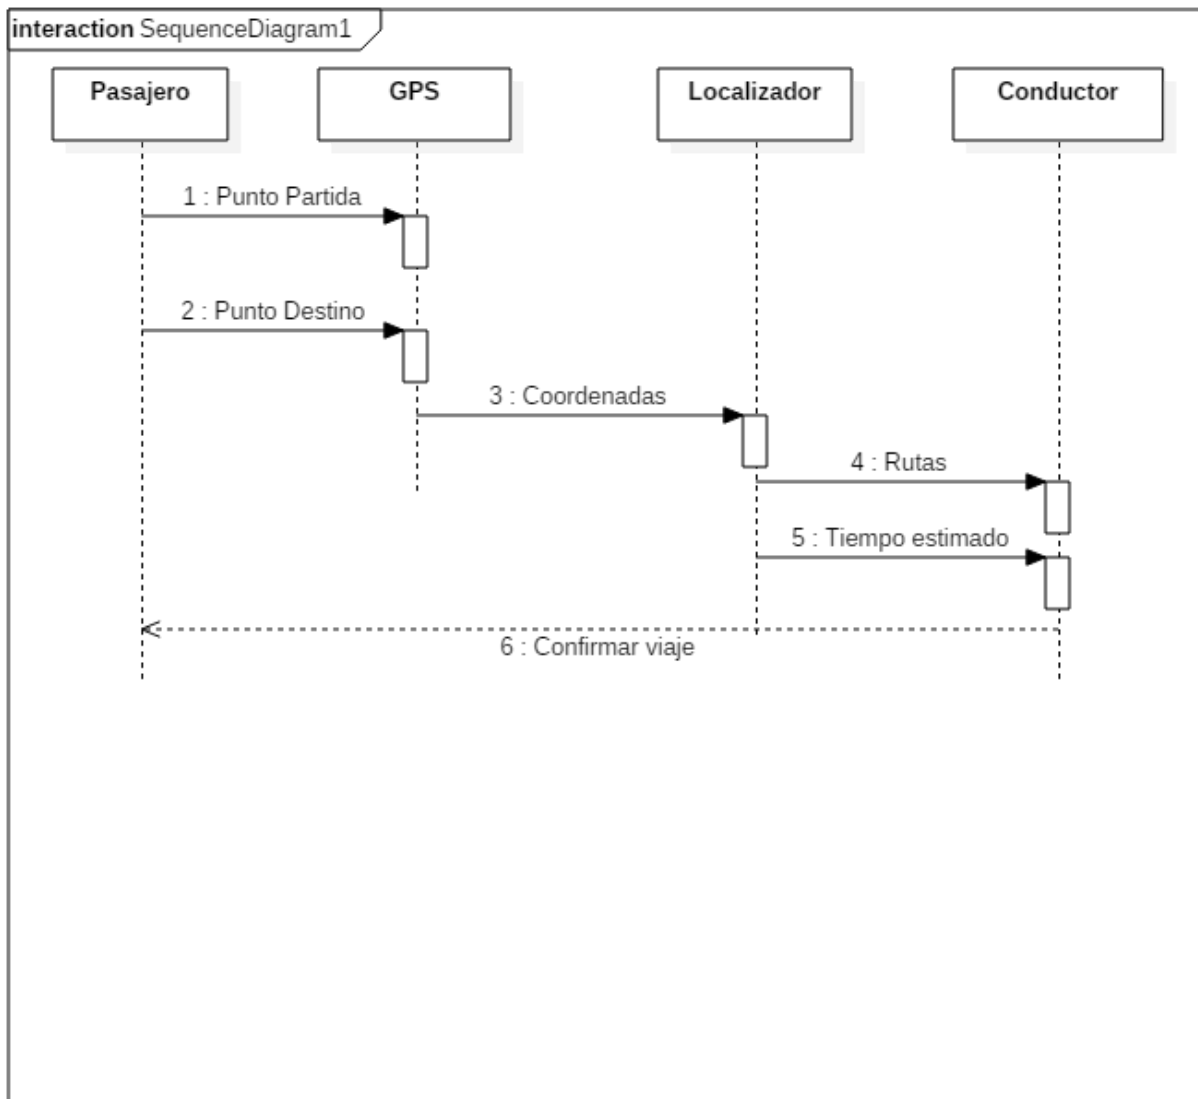 interaction SequenceDiagram1
Pasajero
GPS
Localizador
Conductor
1 : Punto Partida
2 : Punto Destino
3 : Coordenadas
4 : Rutas
5 : Tiempo estimado
6 : Confirmar viaje